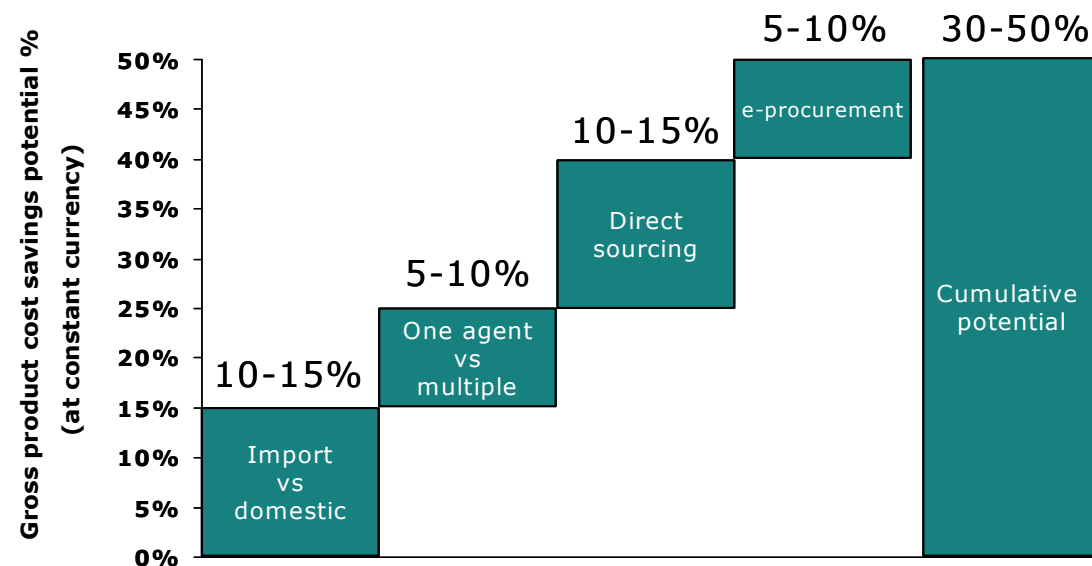 Gross product cost savings potential %
(at constant currency)
50%
45%
40%
35%
30%
25%
20%
15%
10%
5%
0%
10-15%
Import
vs
domestic
5-10%
One agent
vs
multiple
10-15%
Direct
sourcing
5-10%
e-procurement
30-50%
Cumulative
potential